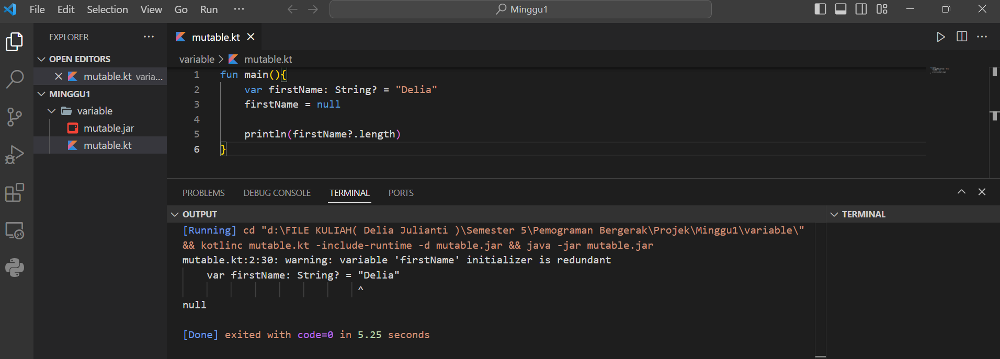 File Edit Selection View Go Run ...
Minggu1
EXPLORER ...
OPEN EDITORS
mutable.kt varia...
MINGGU1
variable
mutable.jar
mutable.kt
mutable.kt
variable > mutable.kt
1 fun main(){
2 var firstName: String? = "Delia"
3 firstName = null
4
5 println(firstName?.length)
6 }
PROBLEMS DEBUG CONSOLE TERMINAL PORTS
OUTPUT
[Running] cd "d:\FILE KULIAH( Delia Julianti )\Semester 5\Pemograman Bergerak\Projek\Minggu1\variable\"
&& kotlinc mutable.kt -include-runtime -d mutable.jar && java -jar mutable.jar
mutable.kt:2:30: warning: variable 'firstName' initializer is redundant
var firstName: String? = "Delia"
^
null
[Done] exited with code=0 in 5.25 seconds
TERMINAL